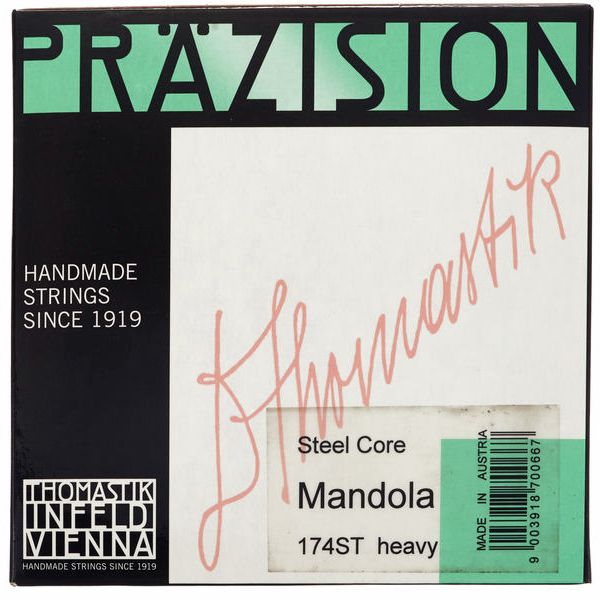 PRÄZISION
HANDMADE
STRINGS
SINCE 1919
Thomastik
Steel Core
Mandola
174ST heavy
MADE IN AUSTRIA
9 003918 700667
THOMASTIK
INFELD
VIENNA
HANDMADE STRINGS SINCE 1919